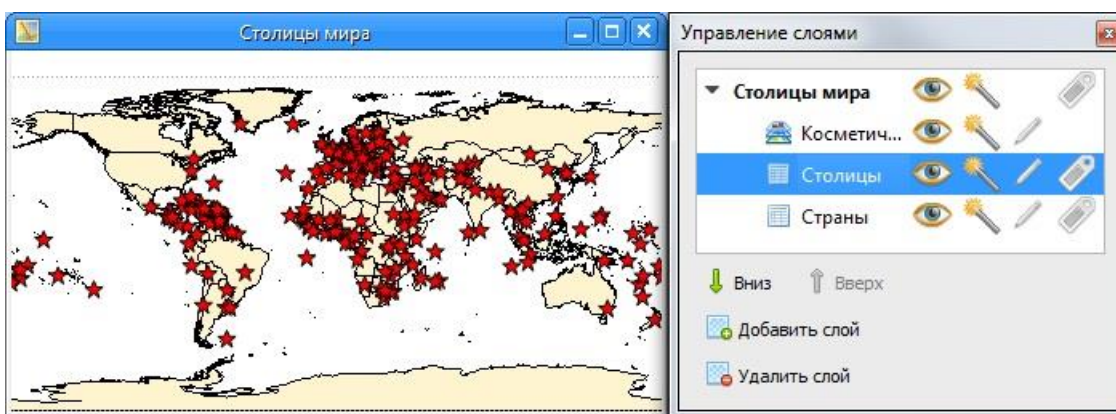 Столицы мира
Управление слоями
Столицы мира
Косметич...
Столицы
Страны
Вниз
Вверх
Добавить слой
Удалить слой